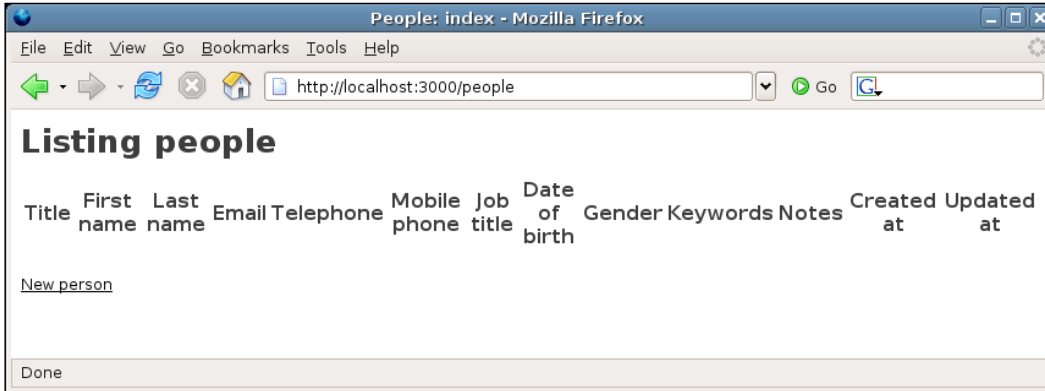 People: index - Mozilla Firefox
File Edit View Go Bookmarks Tools Help
http://localhost:3000/people Go G
Listing people
Title First name Last name Email Telephone Mobile phone Job title Date of birth Gender Keywords Notes Created at Updated at
New person
Done